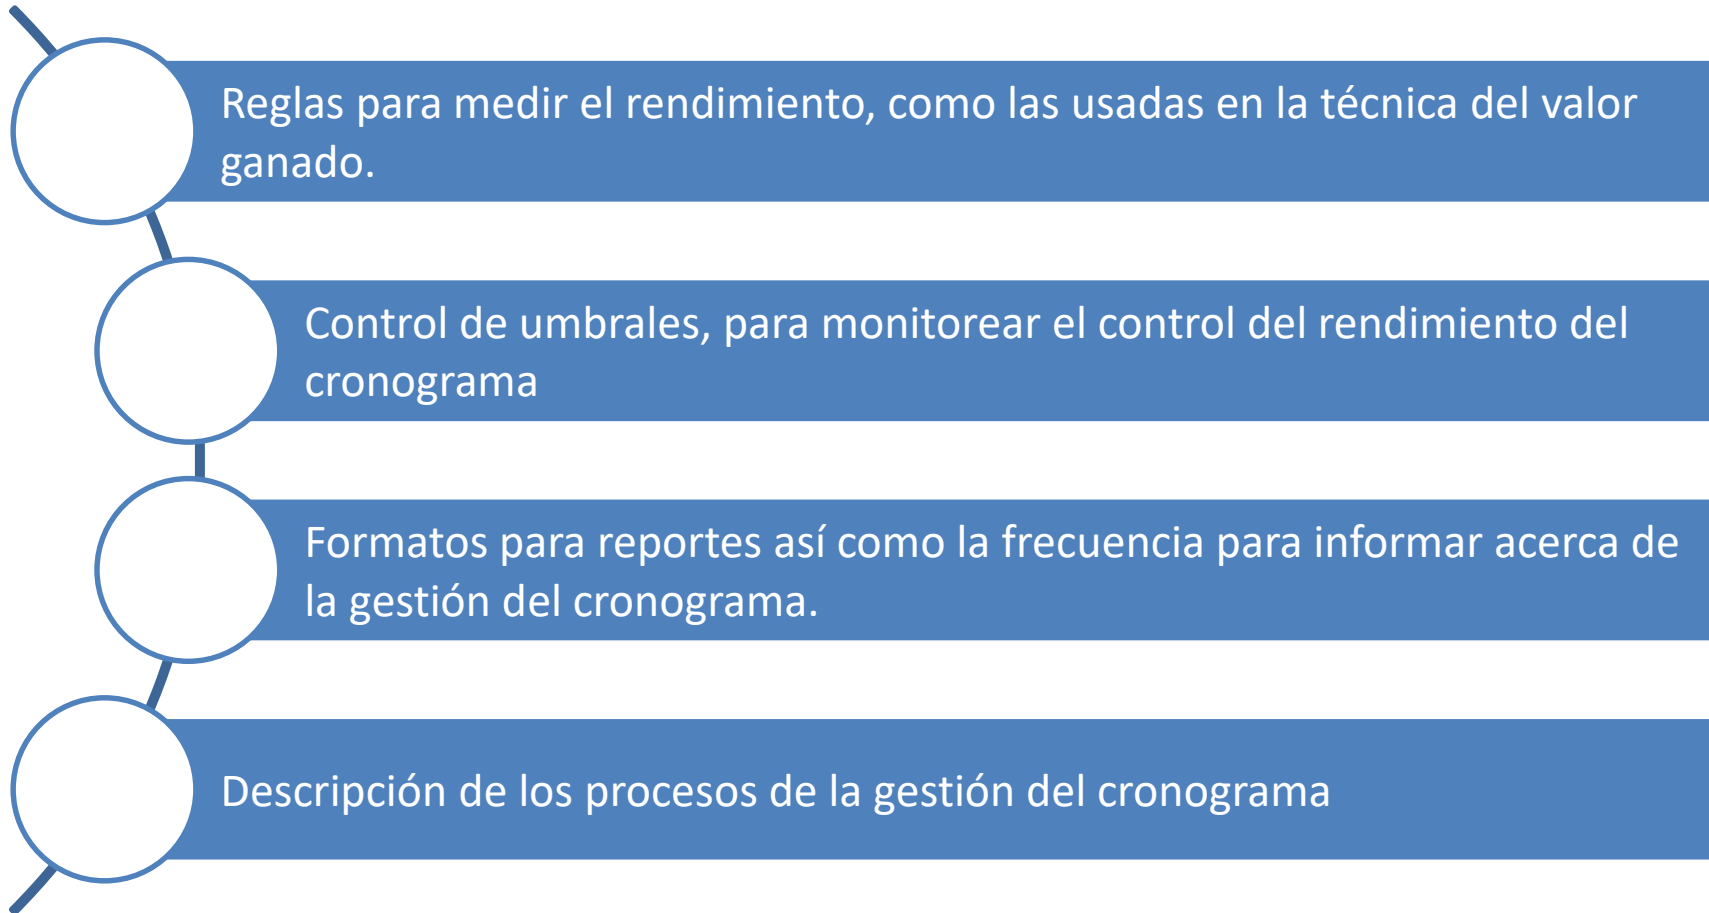 Reglas para medir el rendimiento, como las usadas en la técnica del valor
ganado.
Control de umbrales, para monitorear el control del rendimiento del
cronograma
Formatos para reportes así como la frecuencia para informar acerca de
la gestión del cronograma.
Descripción de los procesos de la gestión del cronograma